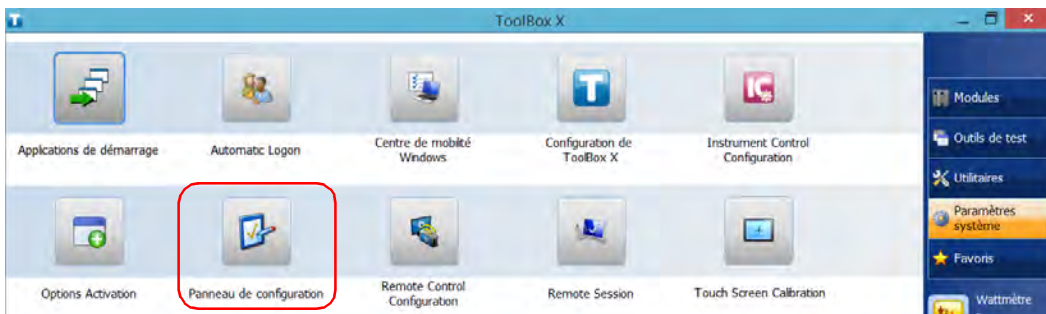 ToolBox X
Applications de démarrage
Automatic Logon
Centre de mobilité
Windows
Configuration de
ToolBox X
Instrument Control
Configuration
Options Activation
Panneau de configuration
Remote Control
Configuration
Remote Session
Touch Screen Calibration
Modules
Outils de test
Utilitaires
Paramètres
système
Favoris
Wattmètre